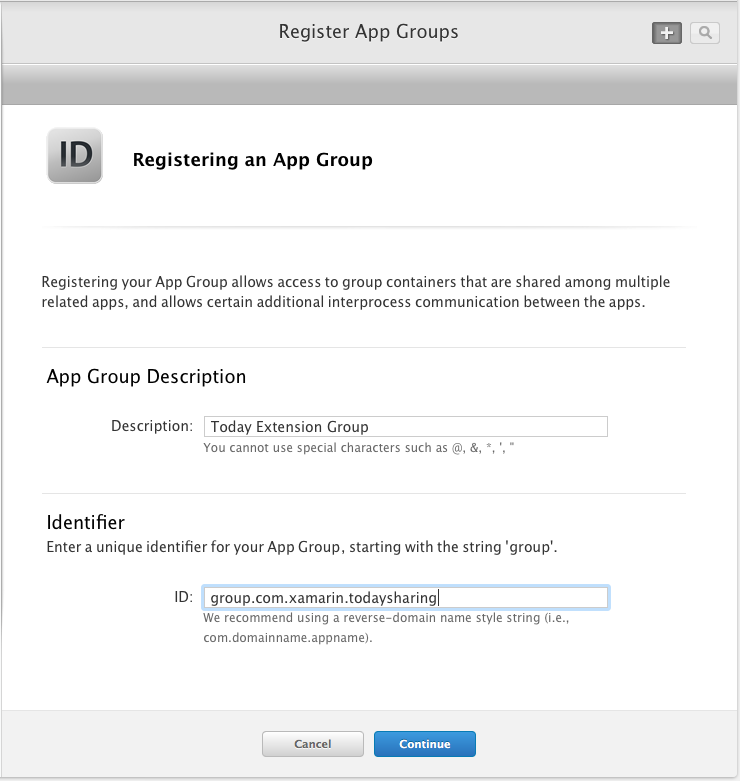 Register App Groups
ID
Registering an App Group
Registering your App Group allows access to group containers that are shared among multiple
related apps, and allows certain additional interprocess communication between the apps.
App Group Description
Description:
Today Extension Group
You cannot use special characters such as @, &, *, ', "
Identifier
Enter a unique identifier for your App Group, starting with the string 'group'.
ID:
group.com.xamarin.todaysharing
We recommend using a reverse-domain name style string (i.e.,
com.domainname.appname).
Cancel
Continue